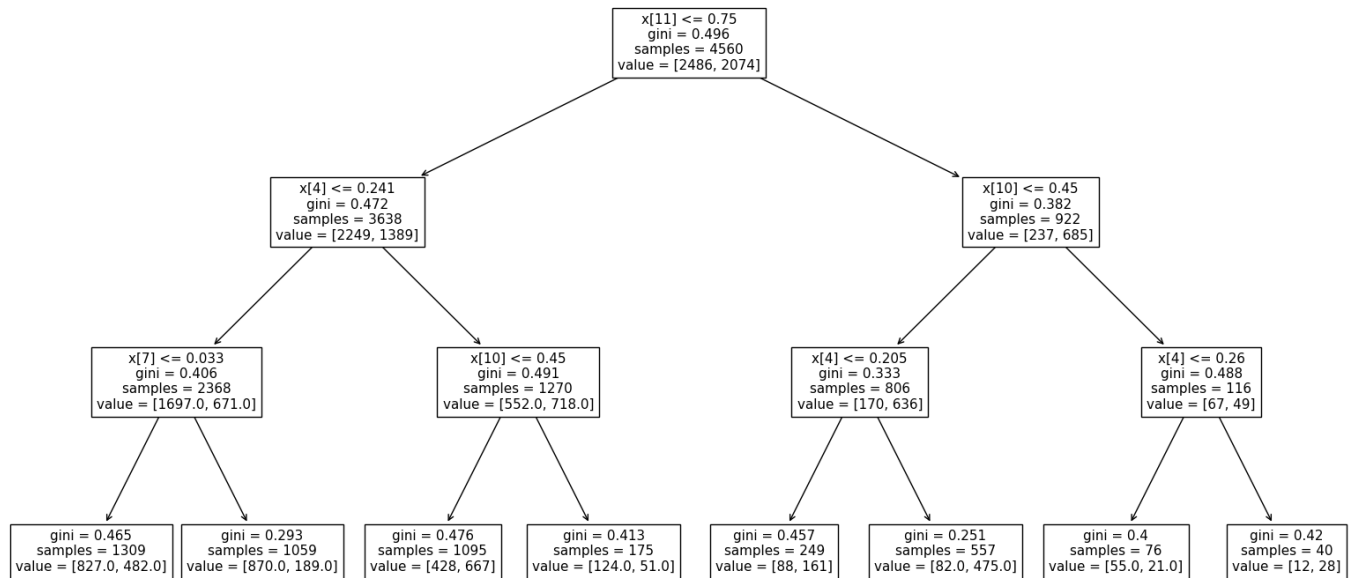 x[11] <= 0.75
gini = 0.496
samples = 4560
value = [2486, 2074]
x[4] <= 0.241
gini = 0.472
samples = 3638
value = [2249, 1389]
x[10] <= 0.45
gini = 0.382
samples = 922
value = [237, 685]
x[7] <= 0.033
gini = 0.406
samples = 2368
value = [1697.0, 671.0]
x[10] <= 0.45
gini = 0.491
samples = 1270
value = [552.0, 718.0]
x[4] <= 0.205
gini = 0.333
samples = 806
value = [170, 636]
x[4] <= 0.26
gini = 0.488
samples = 116
value = [67, 49]
gini = 0.465
samples = 1309
value = [827.0, 482.0]
gini = 0.293
samples = 1059
value = [870.0, 189.0]
gini = 0.476
samples = 1095
value = [428, 667]
gini = 0.413
samples = 175
value = [124.0, 51.0]
gini = 0.457
samples = 249
value = [88, 161]
gini = 0.251
samples = 557
value = [82.0, 475.0]
gini = 0.4
samples = 76
value = [55.0, 21.0]
gini = 0.42
samples = 40
value = [12, 28]